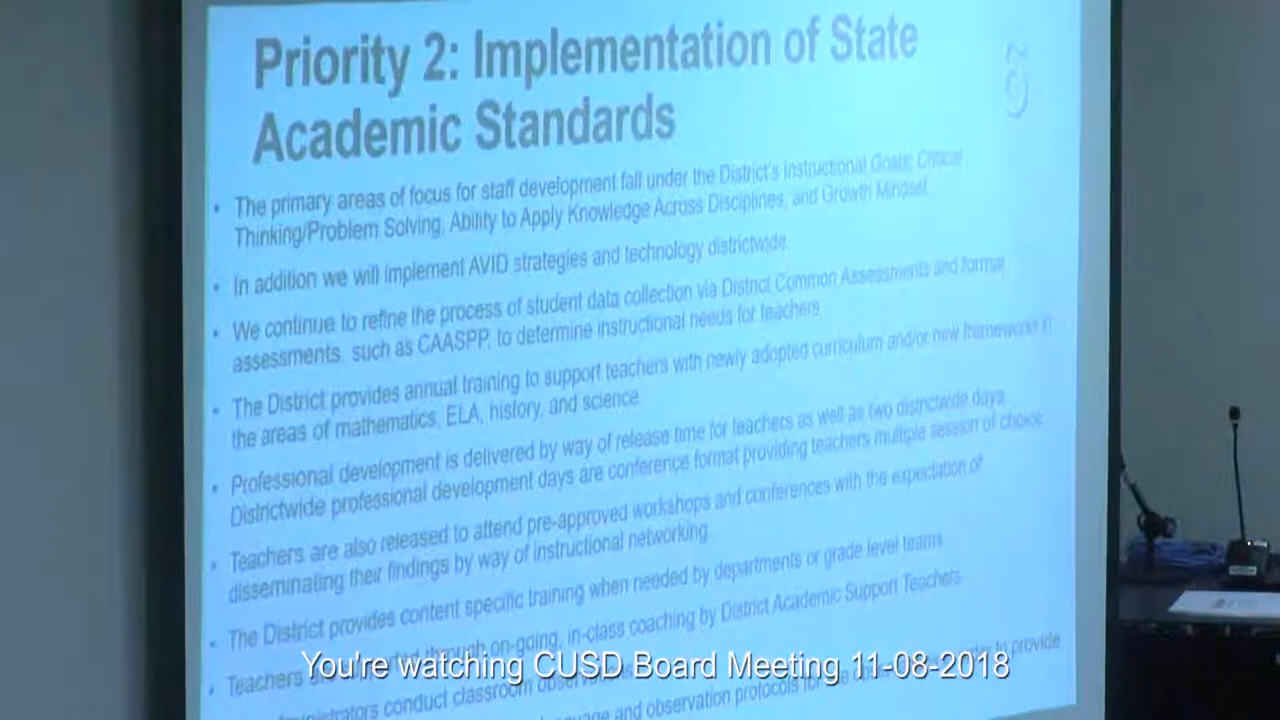 Priority 2: Implementation of State
Academic Standards
20
• The primary areas of focus for staff development fall under the District's Instructional Goals; Critical
Thinking/Problem Solving, Ability to Apply Knowledge Across Disciplines, and Growth Mindset.
• In addition we will implement AVID strategies and technology districtwide.
• We continue to refine the process of student data collection via District Common Assessments and formal
assessments, such as CAASPP, to determine instructional needs for teachers.
• The District provides annual training to support teachers with newly adopted curriculum and/or new frameworks in
the areas of mathematics, ELA, history, and science.
• Professional development is delivered by way of release time for teachers as well as two districtwide days.
Districtwide professional development days are conference format providing teachers multiple session of choice.
• Teachers are also released to attend pre-approved workshops and conferences with the expectation of
disseminating their findings by way of instructional networking.
• The District provides content specific training when needed by departments or grade level teams.
• Teachers through on-going, in-class coaching by District Academic Support Teachers.
You're watching CUSD Board Meeting 11-08-2018
conduct classroom to provide
and observation protocols for